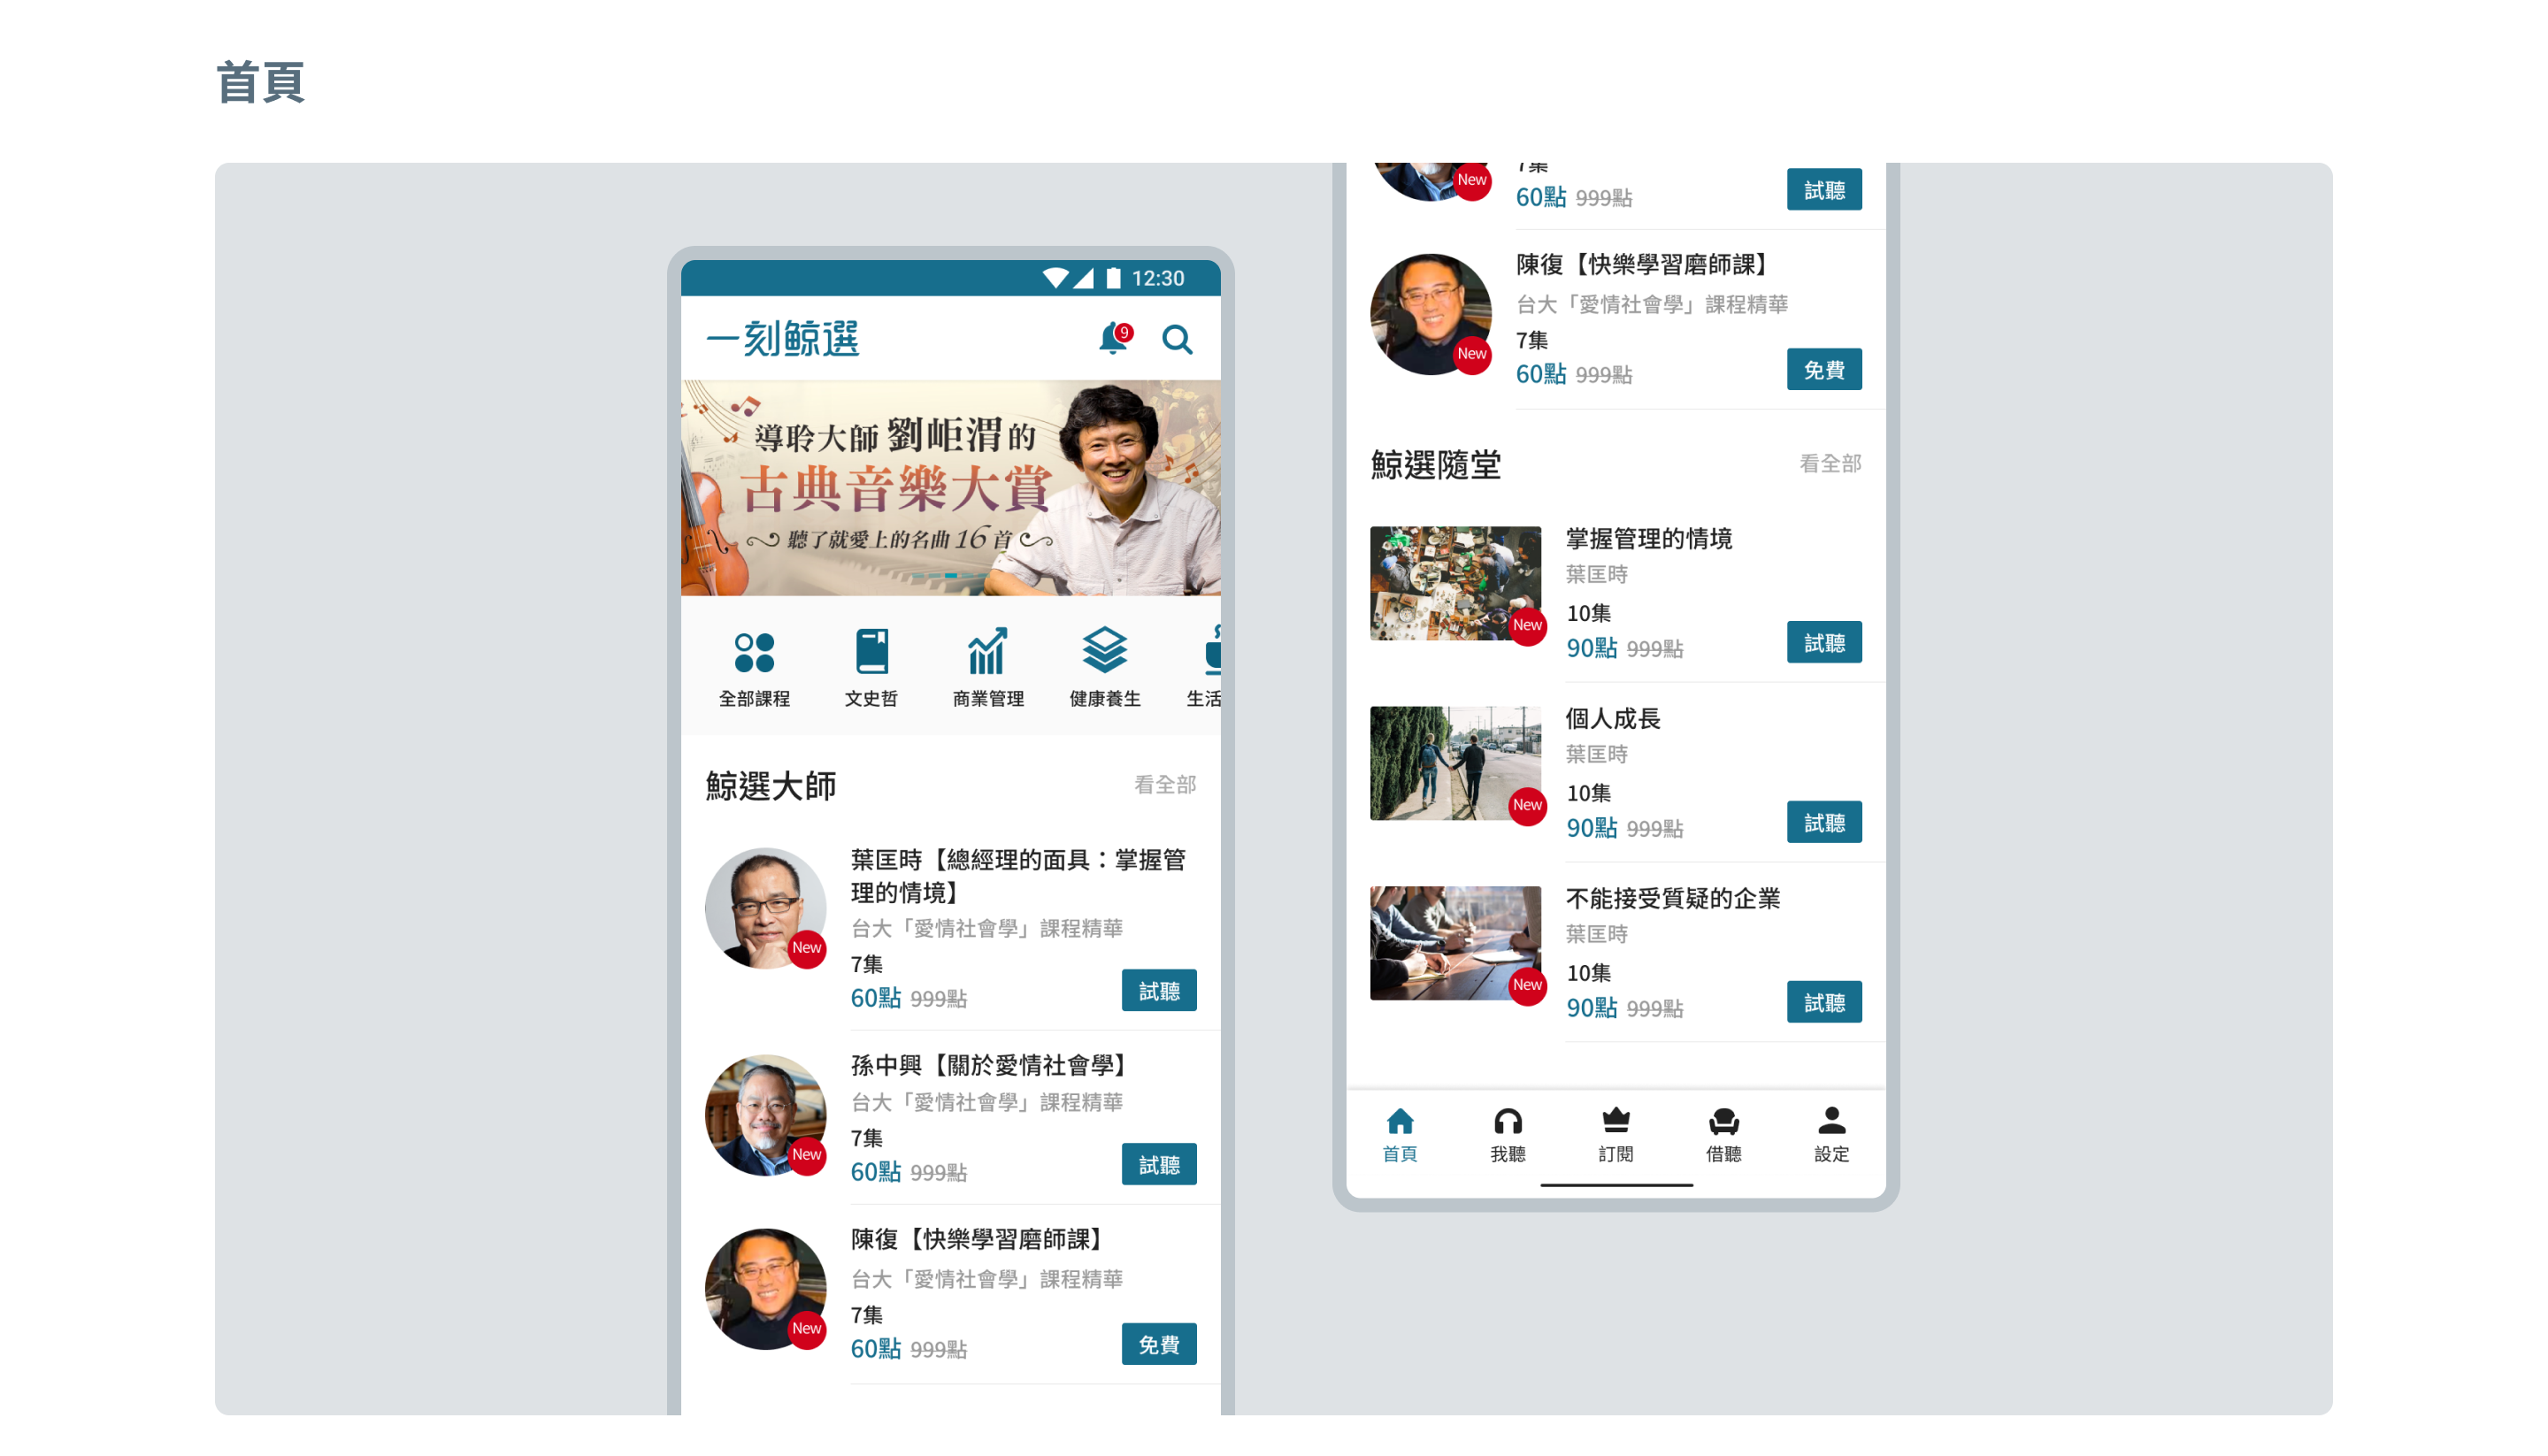 首頁
12:30
一刻鯨選
9
導聆大師 劉岠渭的
古典音樂大賞
聽了就愛上的名曲16首
全部課程
文史哲
商業管理
健康養生
生活
鯨選大師
看全部
葉匡時【總經理的面具：掌握管
理的情境】
台大「愛情社會學」課程精華
7集
60點 999點
試聽
New
孫中興【關於愛情社會學】
台大「愛情社會學」課程精華
7集
60點 999點
試聽
New
陳復【快樂學習磨師課】
台大「愛情社會學」課程精華
7集
60點 999點
免費
New
7集
60點 999點
試聽
New
陳復【快樂學習磨師課】
台大「愛情社會學」課程精華
7集
60點 999點
免費
New
鯨選隨堂
看全部
掌握管理的情境
葉匡時
10集
90點 999點
試聽
New
個人成長
葉匡時
10集
90點 999點
試聽
New
不能接受質疑的企業
葉匡時
10集
90點 999點
試聽
New
首頁
我聽
訂閱
借聽
設定